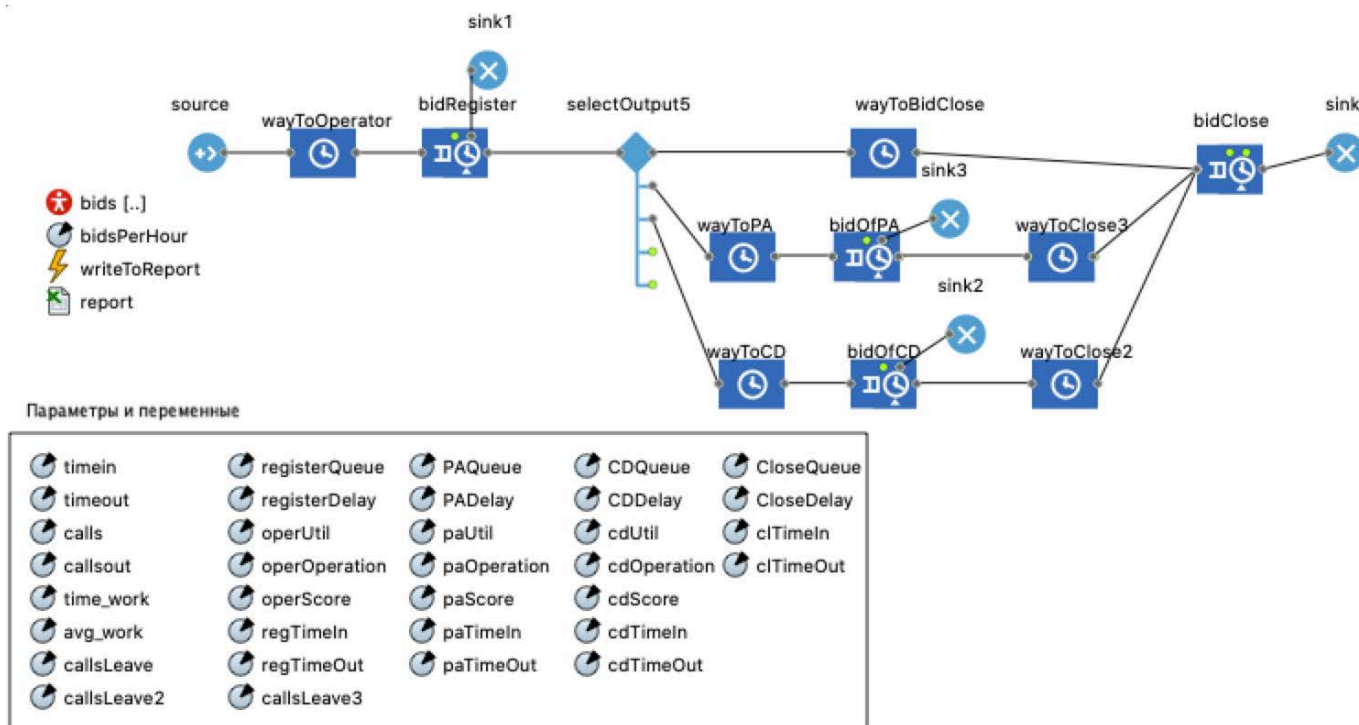 sink1
source
wayToOperator
bidRegister
selectOutput5
wayToBidClose
bidClose
sink
sink3
bids [..]
bidsPerHour
writeToReport
report
wayToPA
bidOfPA
wayToClose3
sink2
wayToCD
bidOfCD
wayToClose2
Параметры и переменные
timein registerQueue PAQueue CDQueue CloseQueue
timeout registerDelay PADelay CDDelay CloseDelay
calls operUtil paUtil cdUtil clTimeIn
callsout operOperation paOperation cdOperation clTimeOut
time_work operScore paScore cdScore
avg_work regTimeIn paTimeIn cdTimeIn
callsLeave regTimeOut paTimeOut cdTimeOut
callsLeave2 callsLeave3